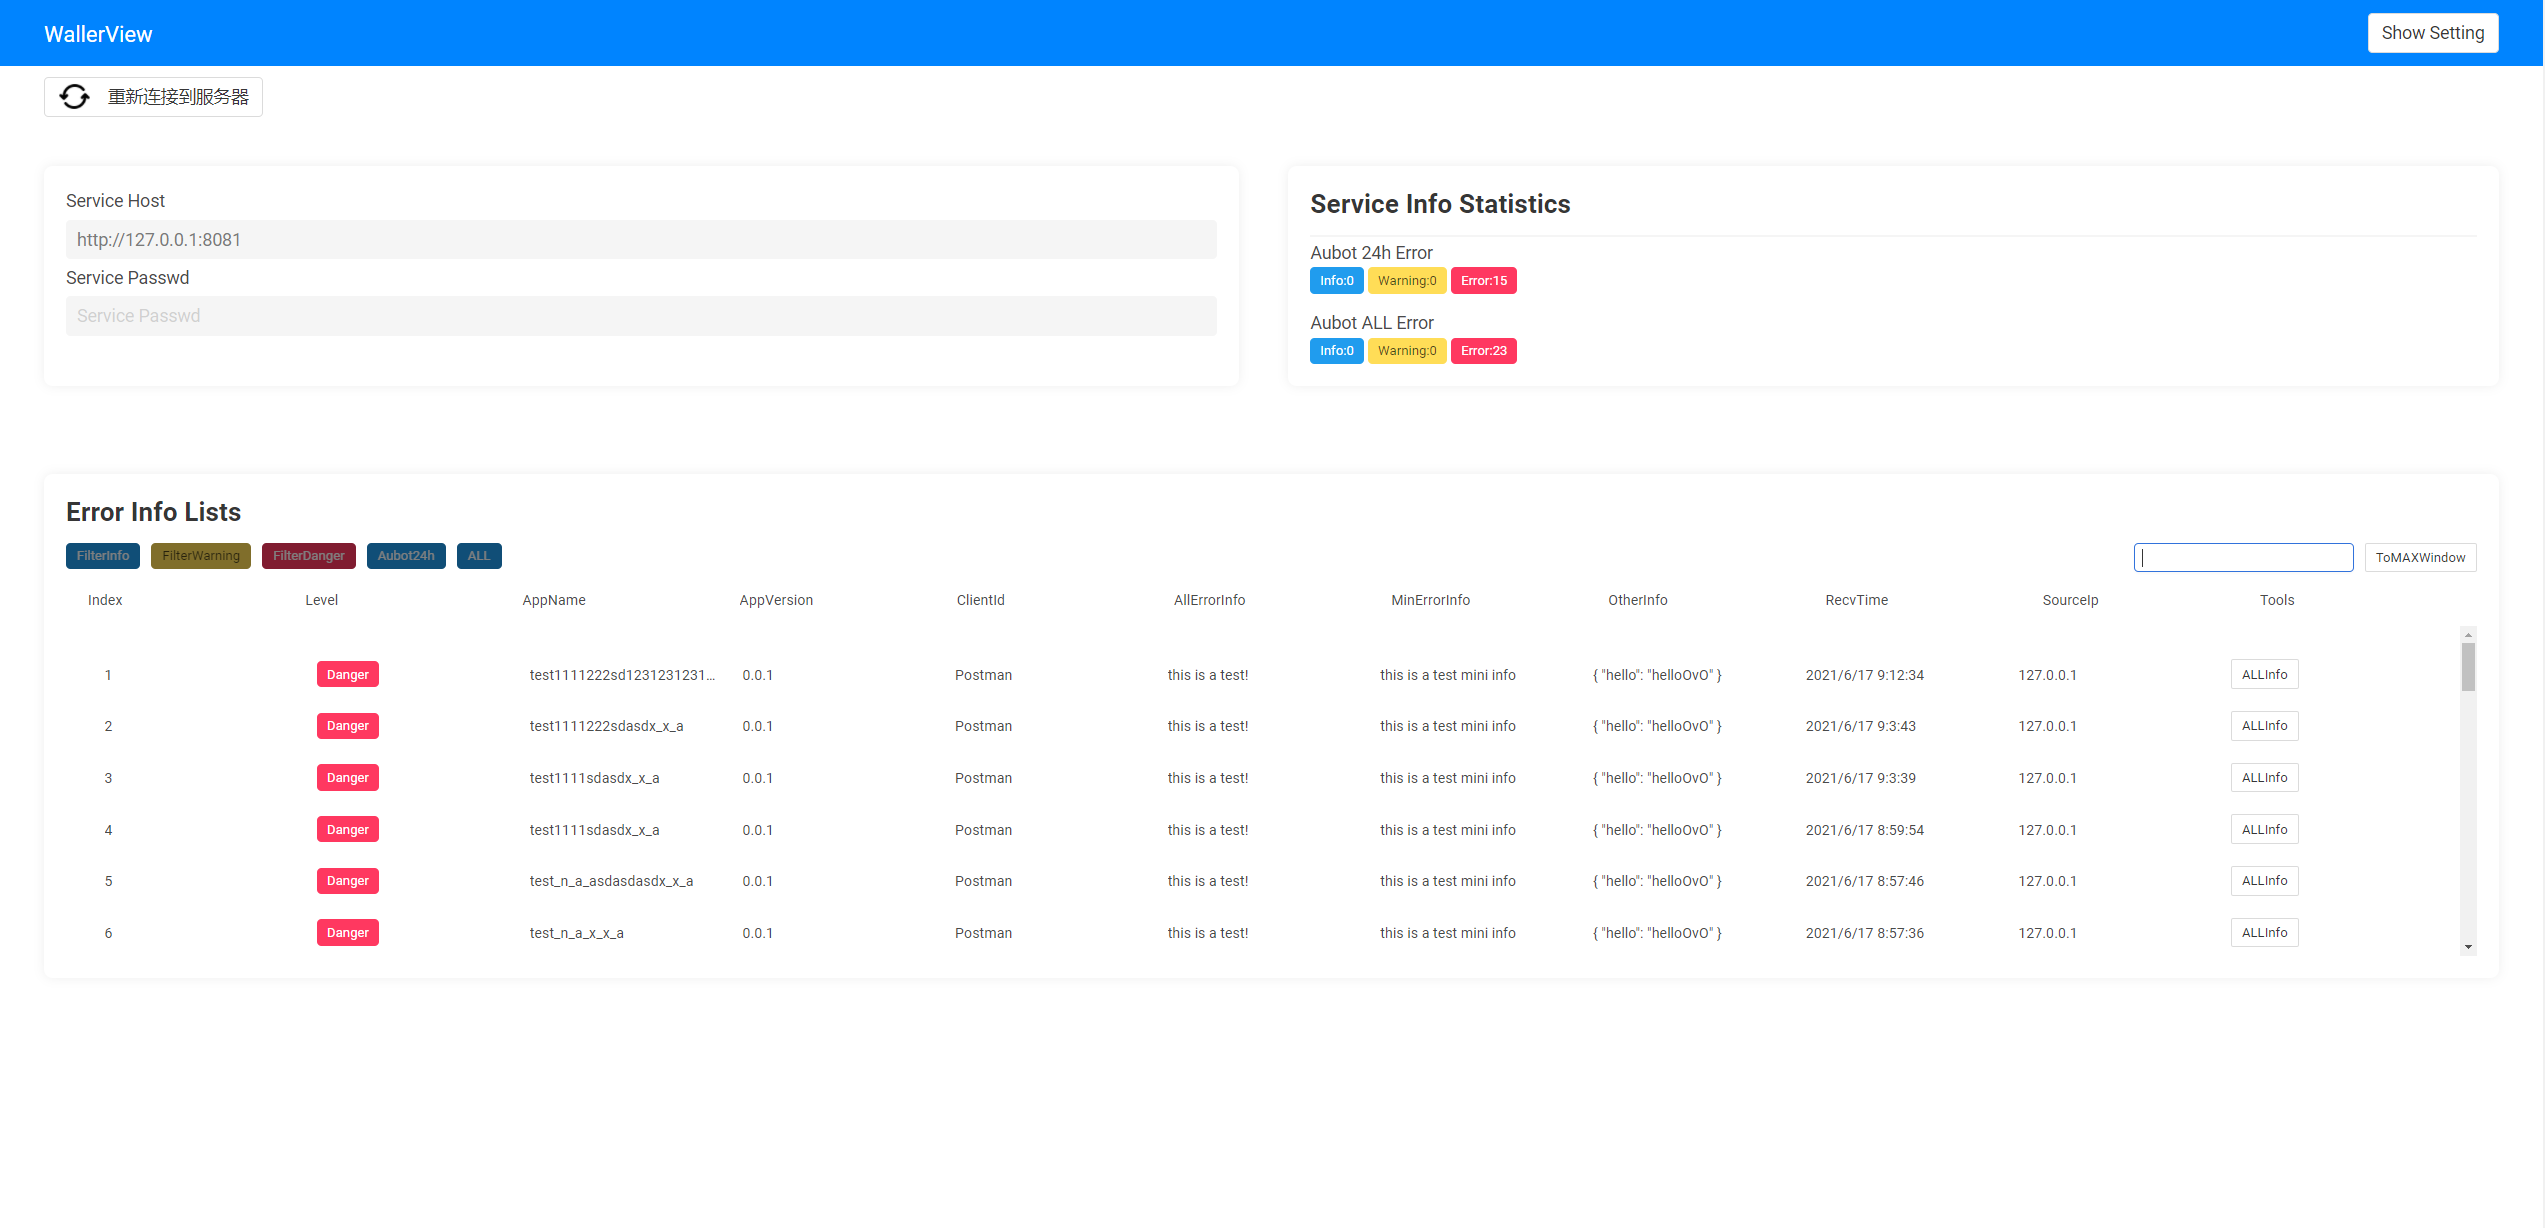 WallerView Show Setting
重新连接到服务器
Service Host
http://127.0.0.1:8081
Service Passwd
Service Passwd
Service Info Statistics
Aubot 24h Error
Info:0 Warning:0 Error:15
Aubot ALL Error
Info:0 Warning:0 Error:23
Error Info Lists
FilterInfo FilterWarning FilterDanger Aubot24h ALL ToMAXWindow
Index Level AppName AppVersion ClientId AllErrorInfo MinErrorInfo OtherInfo RecvTime SourceIp Tools
1 Danger test1111222sd1231231231... 0.0.1 Postman this is a test! this is a test mini info { "hello": "helloOvO" } 2021/6/17 9:12:34 127.0.0.1 ALLInfo
2 Danger test1111222sdasdx_x_a 0.0.1 Postman this is a test! this is a test mini info { "hello": "helloOvO" } 2021/6/17 9:3:43 127.0.0.1 ALLInfo
3 Danger test1111sdasdx_x_a 0.0.1 Postman this is a test! this is a test mini info { "hello": "helloOvO" } 2021/6/17 9:3:39 127.0.0.1 ALLInfo
4 Danger test1111sdasdx_x_a 0.0.1 Postman this is a test! this is a test mini info { "hello": "helloOvO" } 2021/6/17 8:59:54 127.0.0.1 ALLInfo
5 Danger test_n_a_asdasdasdx_x_a 0.0.1 Postman this is a test! this is a test mini info { "hello": "helloOvO" } 2021/6/17 8:57:46 127.0.0.1 ALLInfo
6 Danger test_n_a_x_x_a 0.0.1 Postman this is a test! this is a test mini info { "hello": "helloOvO" } 2021/6/17 8:57:36 127.0.0.1 ALLInfo